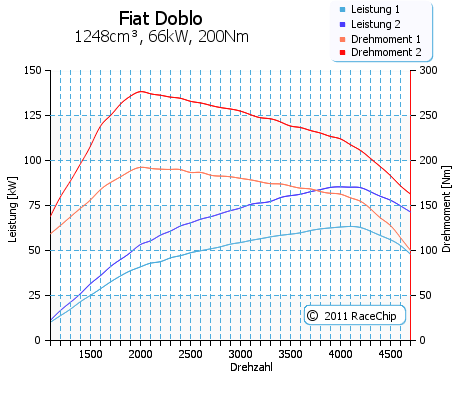 Fiat Doblo
1248cm³, 66kW, 200Nm
Leistung 1
Leistung 2
Drehmoment 1
Drehmoment 2
150
125
100
75
50
25
0
Leistung [kW]
300
250
200
150
100
50
0
Drehmoment [Nm]
© 2011 RaceChip
1500 2000 2500 3000 3500 4000 4500
Drehzahl